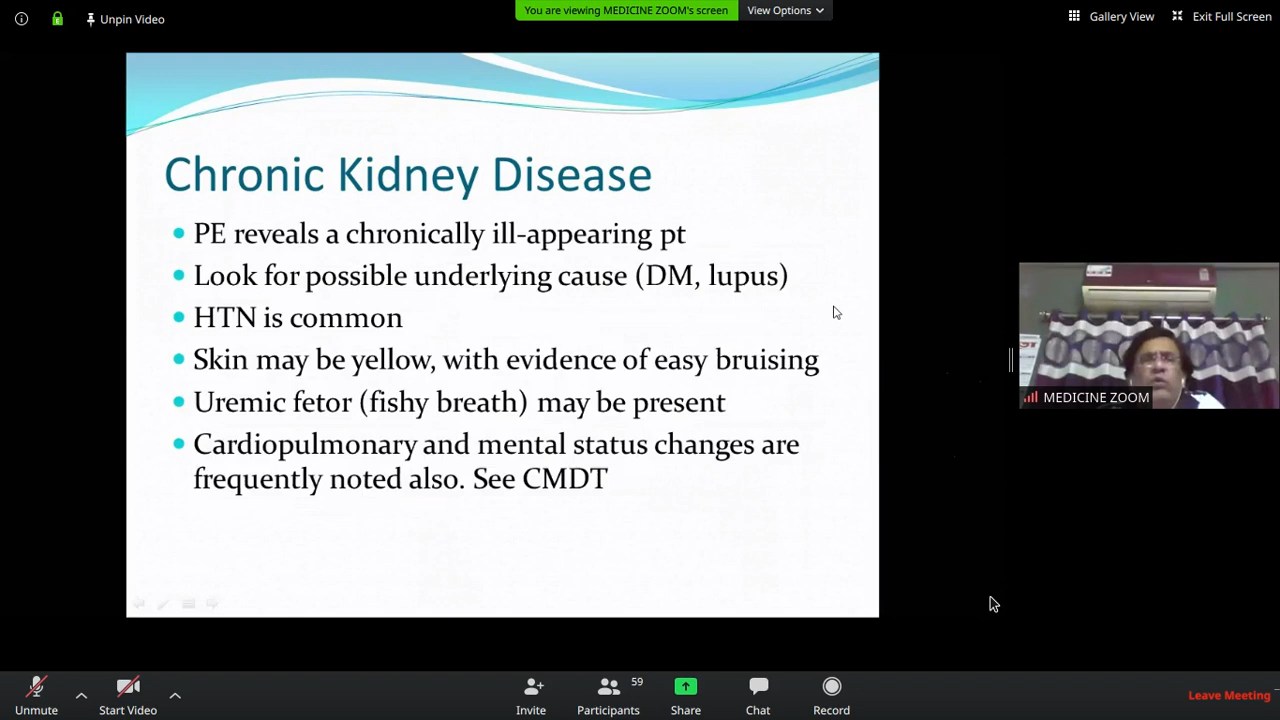 Unpin Video
You are viewing MEDICINE ZOOM's screen
View Options
Gallery View
Exit Full Screen
Chronic Kidney Disease
PE reveals a chronically ill-appearing pt
Look for possible underlying cause (DM, lupus)
HTN is common
Skin may be yellow, with evidence of easy bruising
Uremic fetor (fishy breath) may be present
Cardiopulmonary and mental status changes are
frequently noted also. See CMDT
MEDICINE ZOOM
Unmute
Start Video
Invite
59
Participants
Share
Chat
Record
Leave Meeting